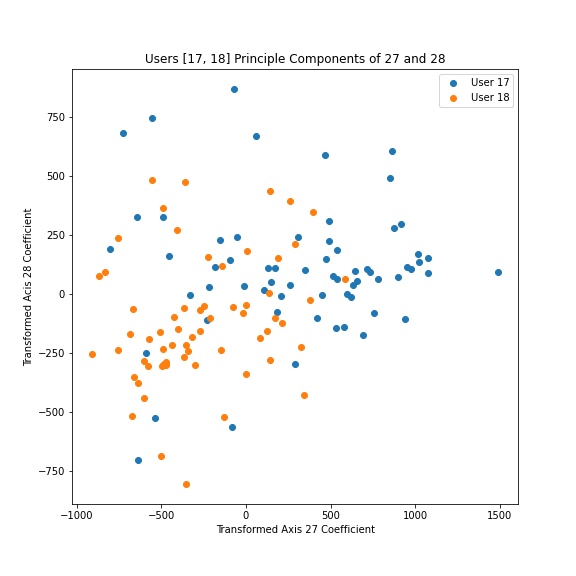 Users [17, 18] Principle Components of 27 and 28
User 17
User 18
Transformed Acis 28 Coefficient
750
500
250
0
−250
−500
−750
−1000
−500
0
500
1000
1500
Transformed Axis 27 Coefficient